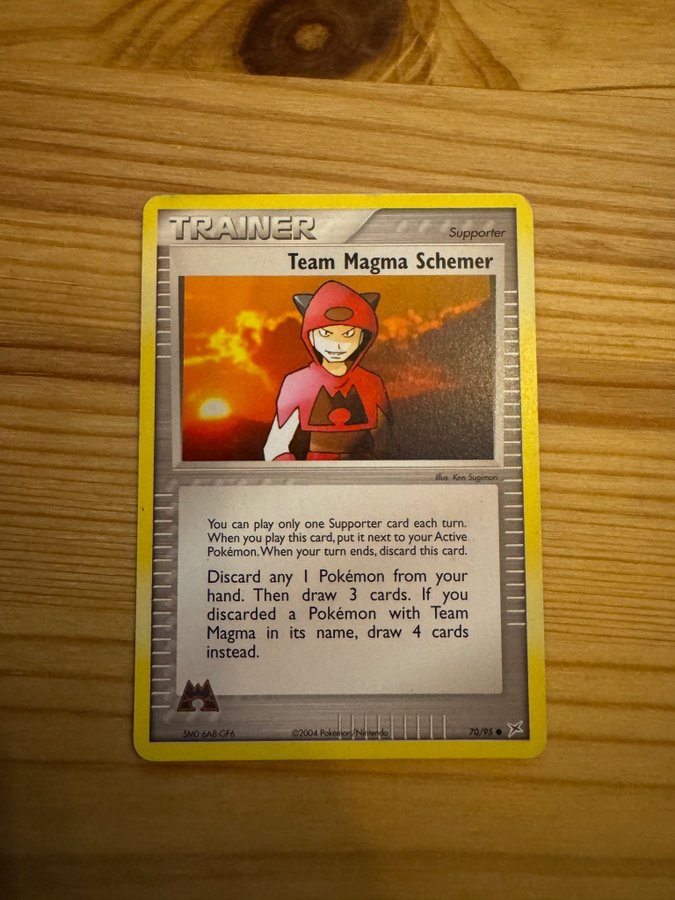 TRAINER
Supporter
Team Magma Schemer
illus. Ken Sugimori
You can play only one Supporter card each turn.
When you play this card, put it next to your Active
Pokémon. When your turn ends, discard this card.
Discard any 1 Pokémon from your
hand. Then draw 3 cards. If you
discarded a Pokémon with Team
Magma in its name, draw 4 cards
instead.
SM0-6A8-GF6
©2004 Pokémon/Nintendo
70/95